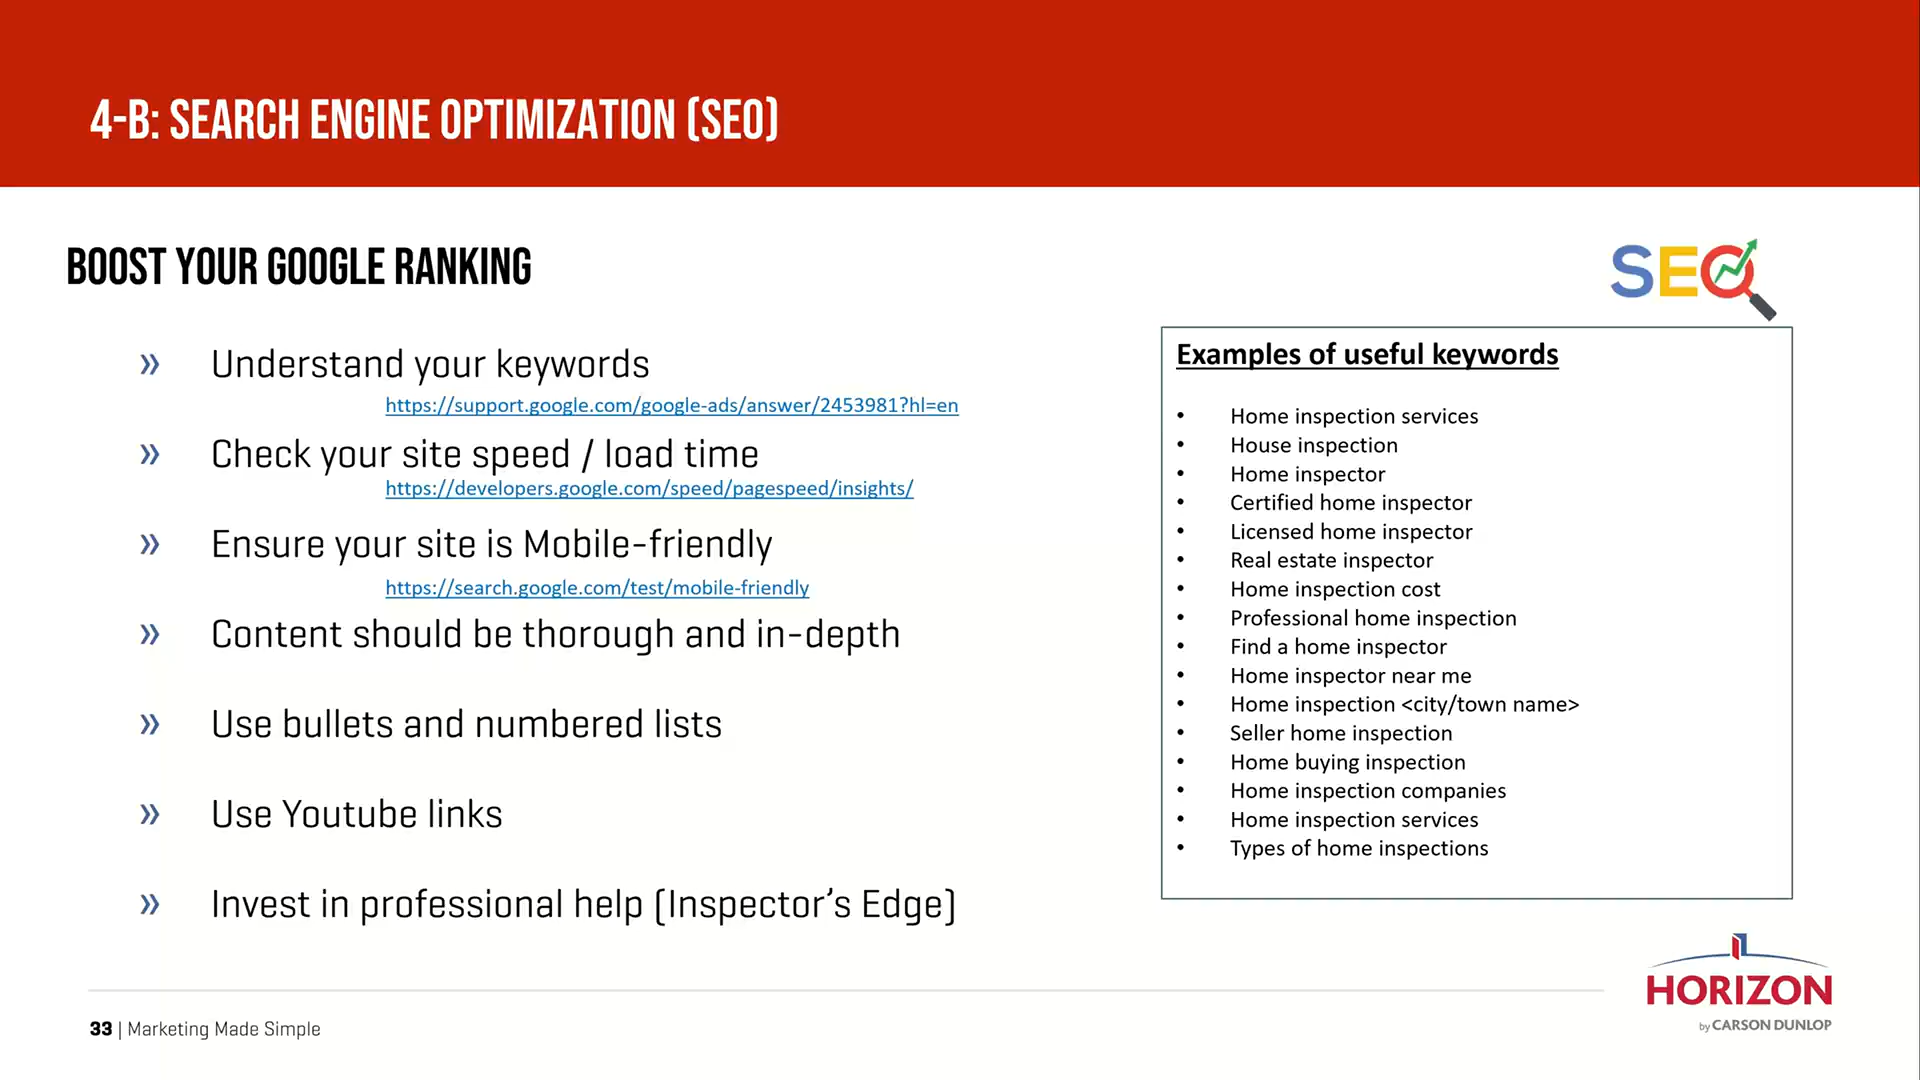 4-B: SEARCH ENGINE OPTIMIZATION (SEO)
BOOST YOUR GOOGLE RANKING
» Understand your keywords
https://support.google.com/google-ads/answer/2453981?hl=en
» Check your site speed / load time
https://developers.google.com/speed/pagespeed/insights/
» Ensure your site is Mobile-friendly
https://search.google.com/test/mobile-friendly
» Content should be thorough and in-depth
» Use bullets and numbered lists
» Use Youtube links
» Invest in professional help (Inspector's Edge)
SEO
Examples of useful keywords
• Home inspection services
• House inspection
• Home inspector
• Certified home inspector
• Licensed home inspector
• Real estate inspector
• Home inspection cost
• Professional home inspection
• Find a home inspector
• Home inspector near me
• Home inspection <city/town name>
• Seller home inspection
• Home buying inspection
• Home inspection companies
• Home inspection services
• Types of home inspections
33 | Marketing Made Simple
HORIZON
by CARSON DUNLOP